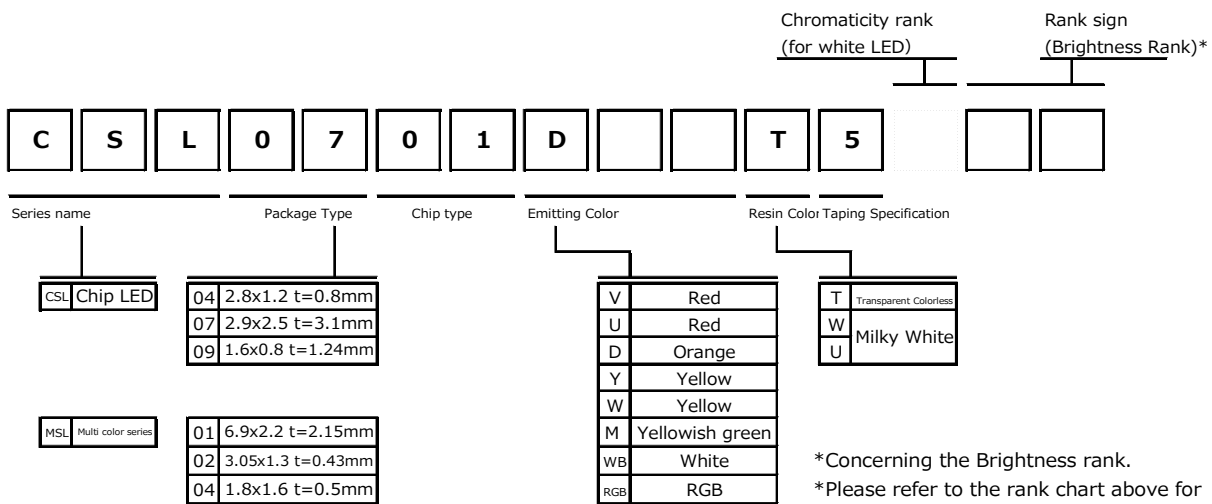 Chromaticity rank
(for white LED)
Rank sign
(Brightness Rank)*
C S L 0 7 0 1 D T 5
Series name Package Type Chip type Emitting Color Resin Color Taping Specification
CSL Chip LED
04 2.8x1.2 t=0.8mm
07 2.9x2.5 t=3.1mm
09 1.6x0.8 t=1.24mm
MSL Multi color series
01 6.9x2.2 t=2.15mm
02 3.05x1.3 t=0.43mm
04 1.8x1.6 t=0.5mm
V Red
U Red
D Orange
Y Yellow
W Yellow
M Yellowish green
WB White
RGB RGB
T Transparent Colorless
W Milky White
U
*Concerning the Brightness rank.
*Please refer to the rank chart above for